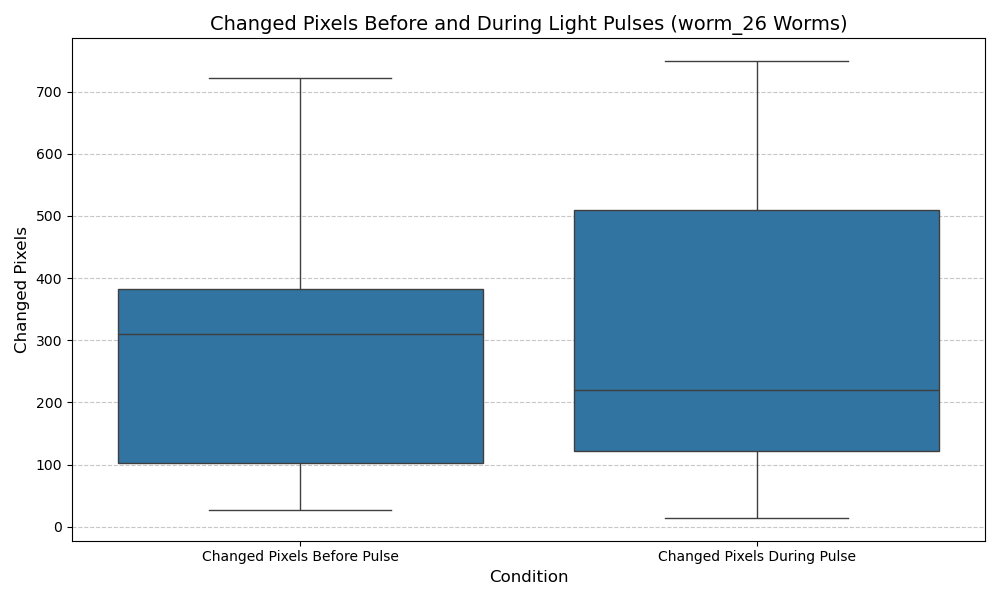 Changed Pixels Before and During Light Pulses (worm_26 Worms)
Changed Pixels
700
600
500
400
300
200
100
0
Changed Pixels Before Pulse
Changed Pixels During Pulse
Condition